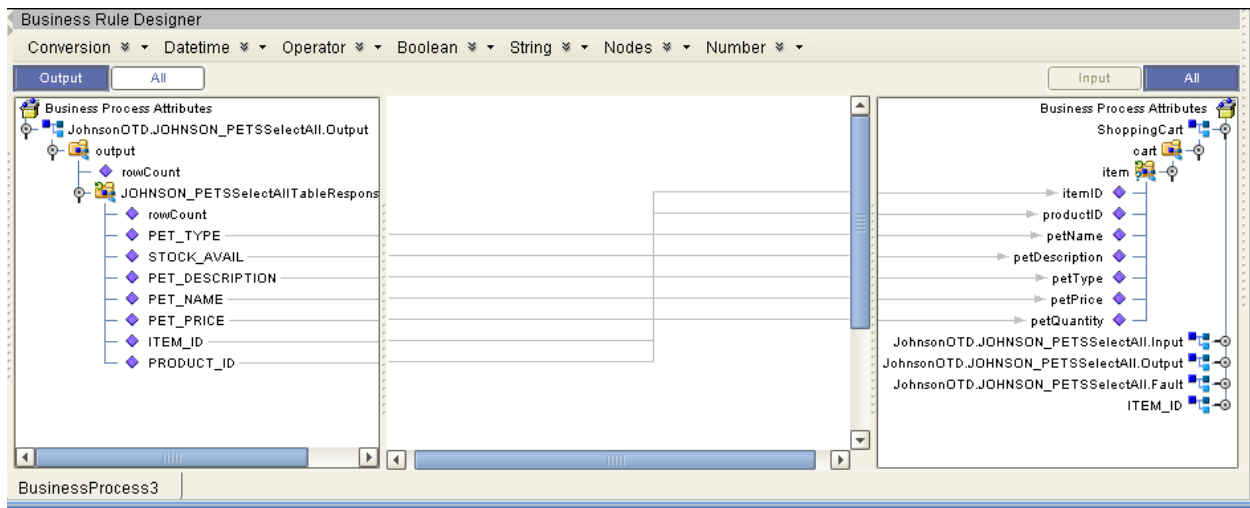 Business Rule Designer
Conversion Datetime Operator Boolean String Nodes Number
Output All Input All
Business Process Attributes
JohnsonOTD.JOHNSON_PETSSelectAll.Output
output
rowCount
JOHNSON_PETSSelectAllTableRespons
rowCount
PET_TYPE
STOCK_AVAIL
PET_DESCRIPTION
PET_NAME
PET_PRICE
ITEM_ID
PRODUCT_ID
Business Process Attributes
ShoppingCart
cart
item
itemID
productID
petName
petDescription
petType
petPrice
petQuantity
JohnsonOTD.JOHNSON_PETSSelectAll.Input
JohnsonOTD.JOHNSON_PETSSelectAll.Output
JohnsonOTD.JOHNSON_PETSSelectAll.Fault
ITEM_ID
BusinessProcess3